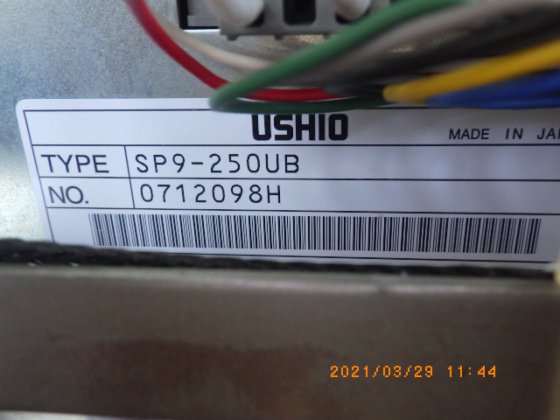 USHIO
MADE IN JA
TYPE SP9-250UB
NO. 0712098H
2021/03/29 11:44